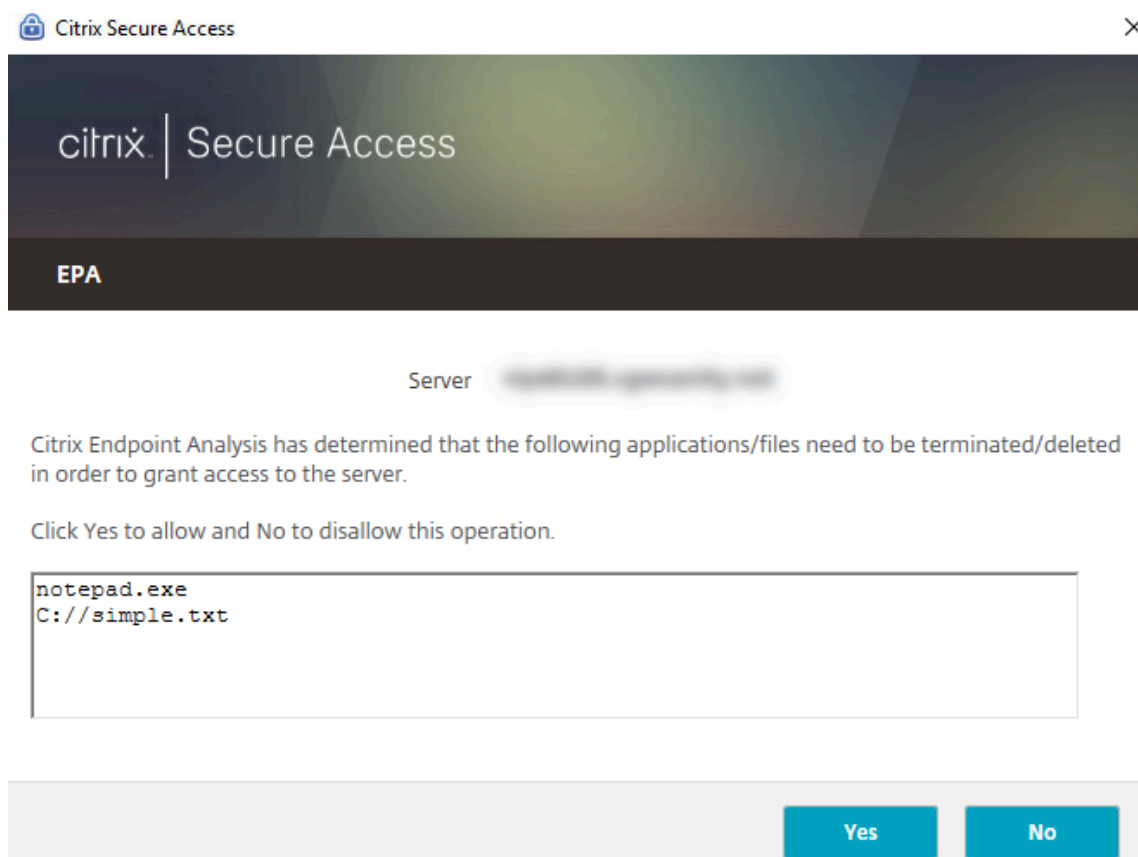 Citrix Secure Access
citrix. | Secure Access
EPA
Server
Citrix Endpoint Analysis has determined that the following applications/files need to be terminated/deleted
in order to grant access to the server.
Click Yes to allow and No to disallow this operation.
notepad.exe
C://simple.txt
Yes No